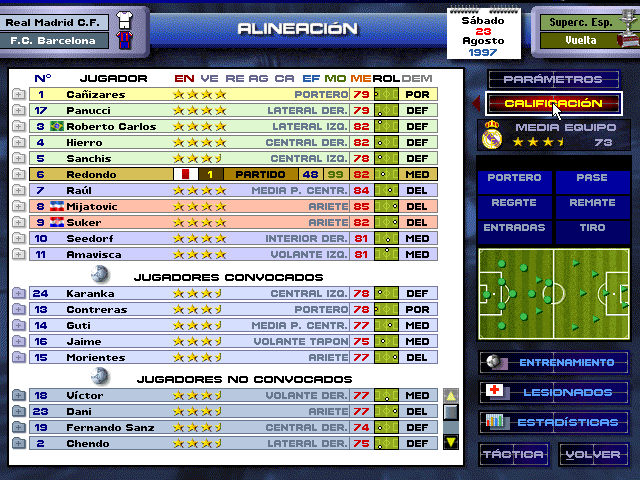 Real Madrid C.F.
F.C. Barcelona
ALINEACIÓN
Sábado
23
Agosto
1997
Superc. Esp.
Vuelta
Nº JUGADOR EN VE RE AG CA EF MO ME ROL DEM
1 Cañizares PORTERO 79 POR
17 Panucci LATERAL DER. 79 DEF
3 Roberto Carlos LATERAL IZQ. 82 DEF
4 Hierro CENTRAL DER. 82 DEF
5 Sanchis CENTRAL IZQ. 78 DEF
6 Redondo 1 PARTIDO 48 99 82 MED
7 Raúl MEDIA P. CENTR. 84 DEL
8 Mijatovic ARIETE 85 DEL
9 Suker ARIETE 82 DEL
10 Seedorf INTERIOR DER. 81 MED
11 Amavisca VOLANTE IZQ. 81 MED
JUGADORES CONVOCADOS
24 Karanka CENTRAL IZQ. 78 DEF
13 Contreras PORTERO 78 POR
14 Guti MEDIA P. CENTR. 77 MED
16 Jaime VOLANTE TAPON 75 MED
15 Morientes ARIETE 77 DEL
JUGADORES NO CONVOCADOS
18 Víctor VOLANTE DER. 77 MED
23 Dani ARIETE 77 DEL
19 Fernando Sanz CENTRAL DER. 74 DEF
2 Chendo LATERAL DER. 75 DEF
PARÁMETROS
CALIFICACIÓN
MEDIA EQUIPO
73
PORTERO PASE
REGATE REMATE
ENTRADAS TIRO
ENTRENAMIENTO
LESIONADOS
ESTADÍSTICAS
TÁCTICA VOLVER